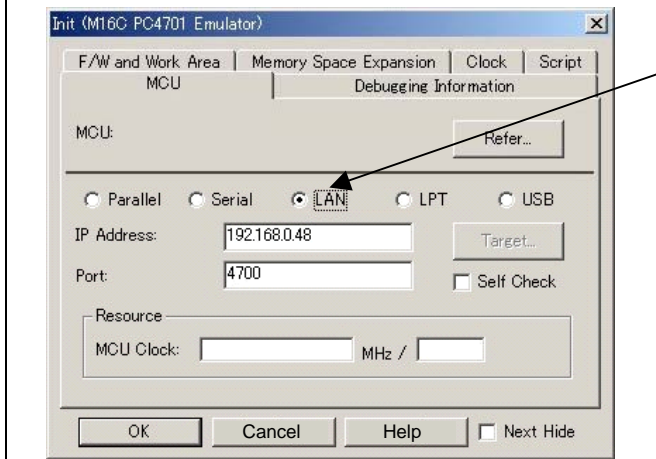 Init (M16C PC4701 Emulator)
F/W and Work Area Memory Space Expansion Clock Script
MCU Debugging Information
MCU: Refer...
Parallel Serial LAN LPT USB
IP Address: 192.168.0.48 Target...
Port: 4700 Self Check
Resource
MCU Clock: MHz /
OK Cancel Help Next Hide